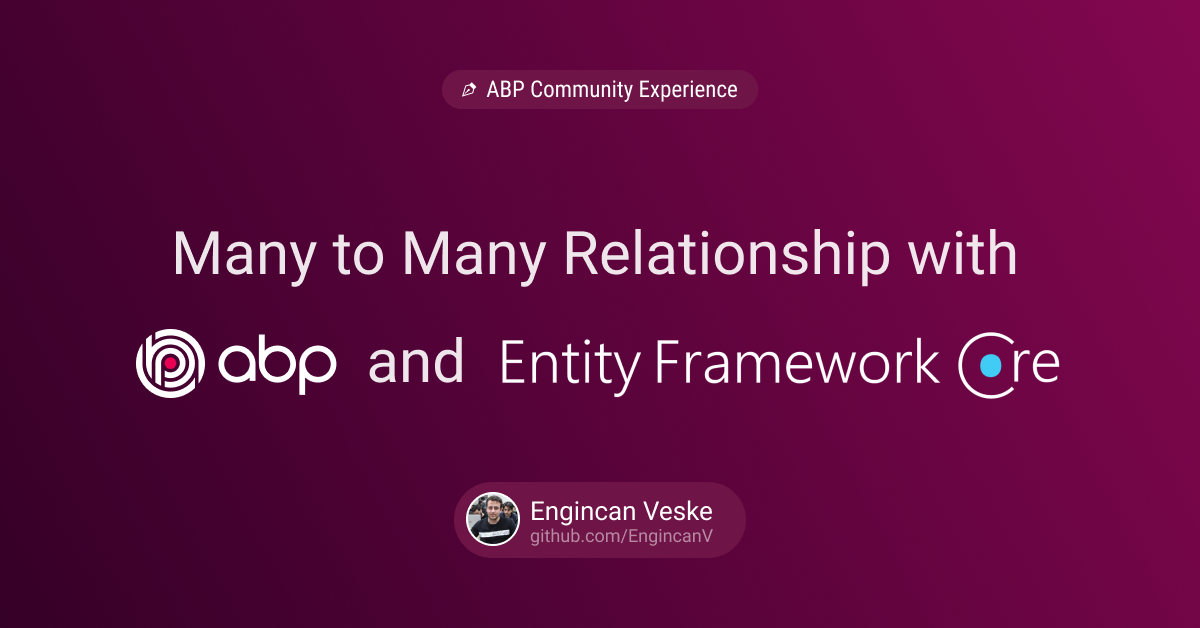 ABP Community Experience
Many to Many Relationship with
abp and Entity Framework Core
Engincan Veske
github.com/EngincanV